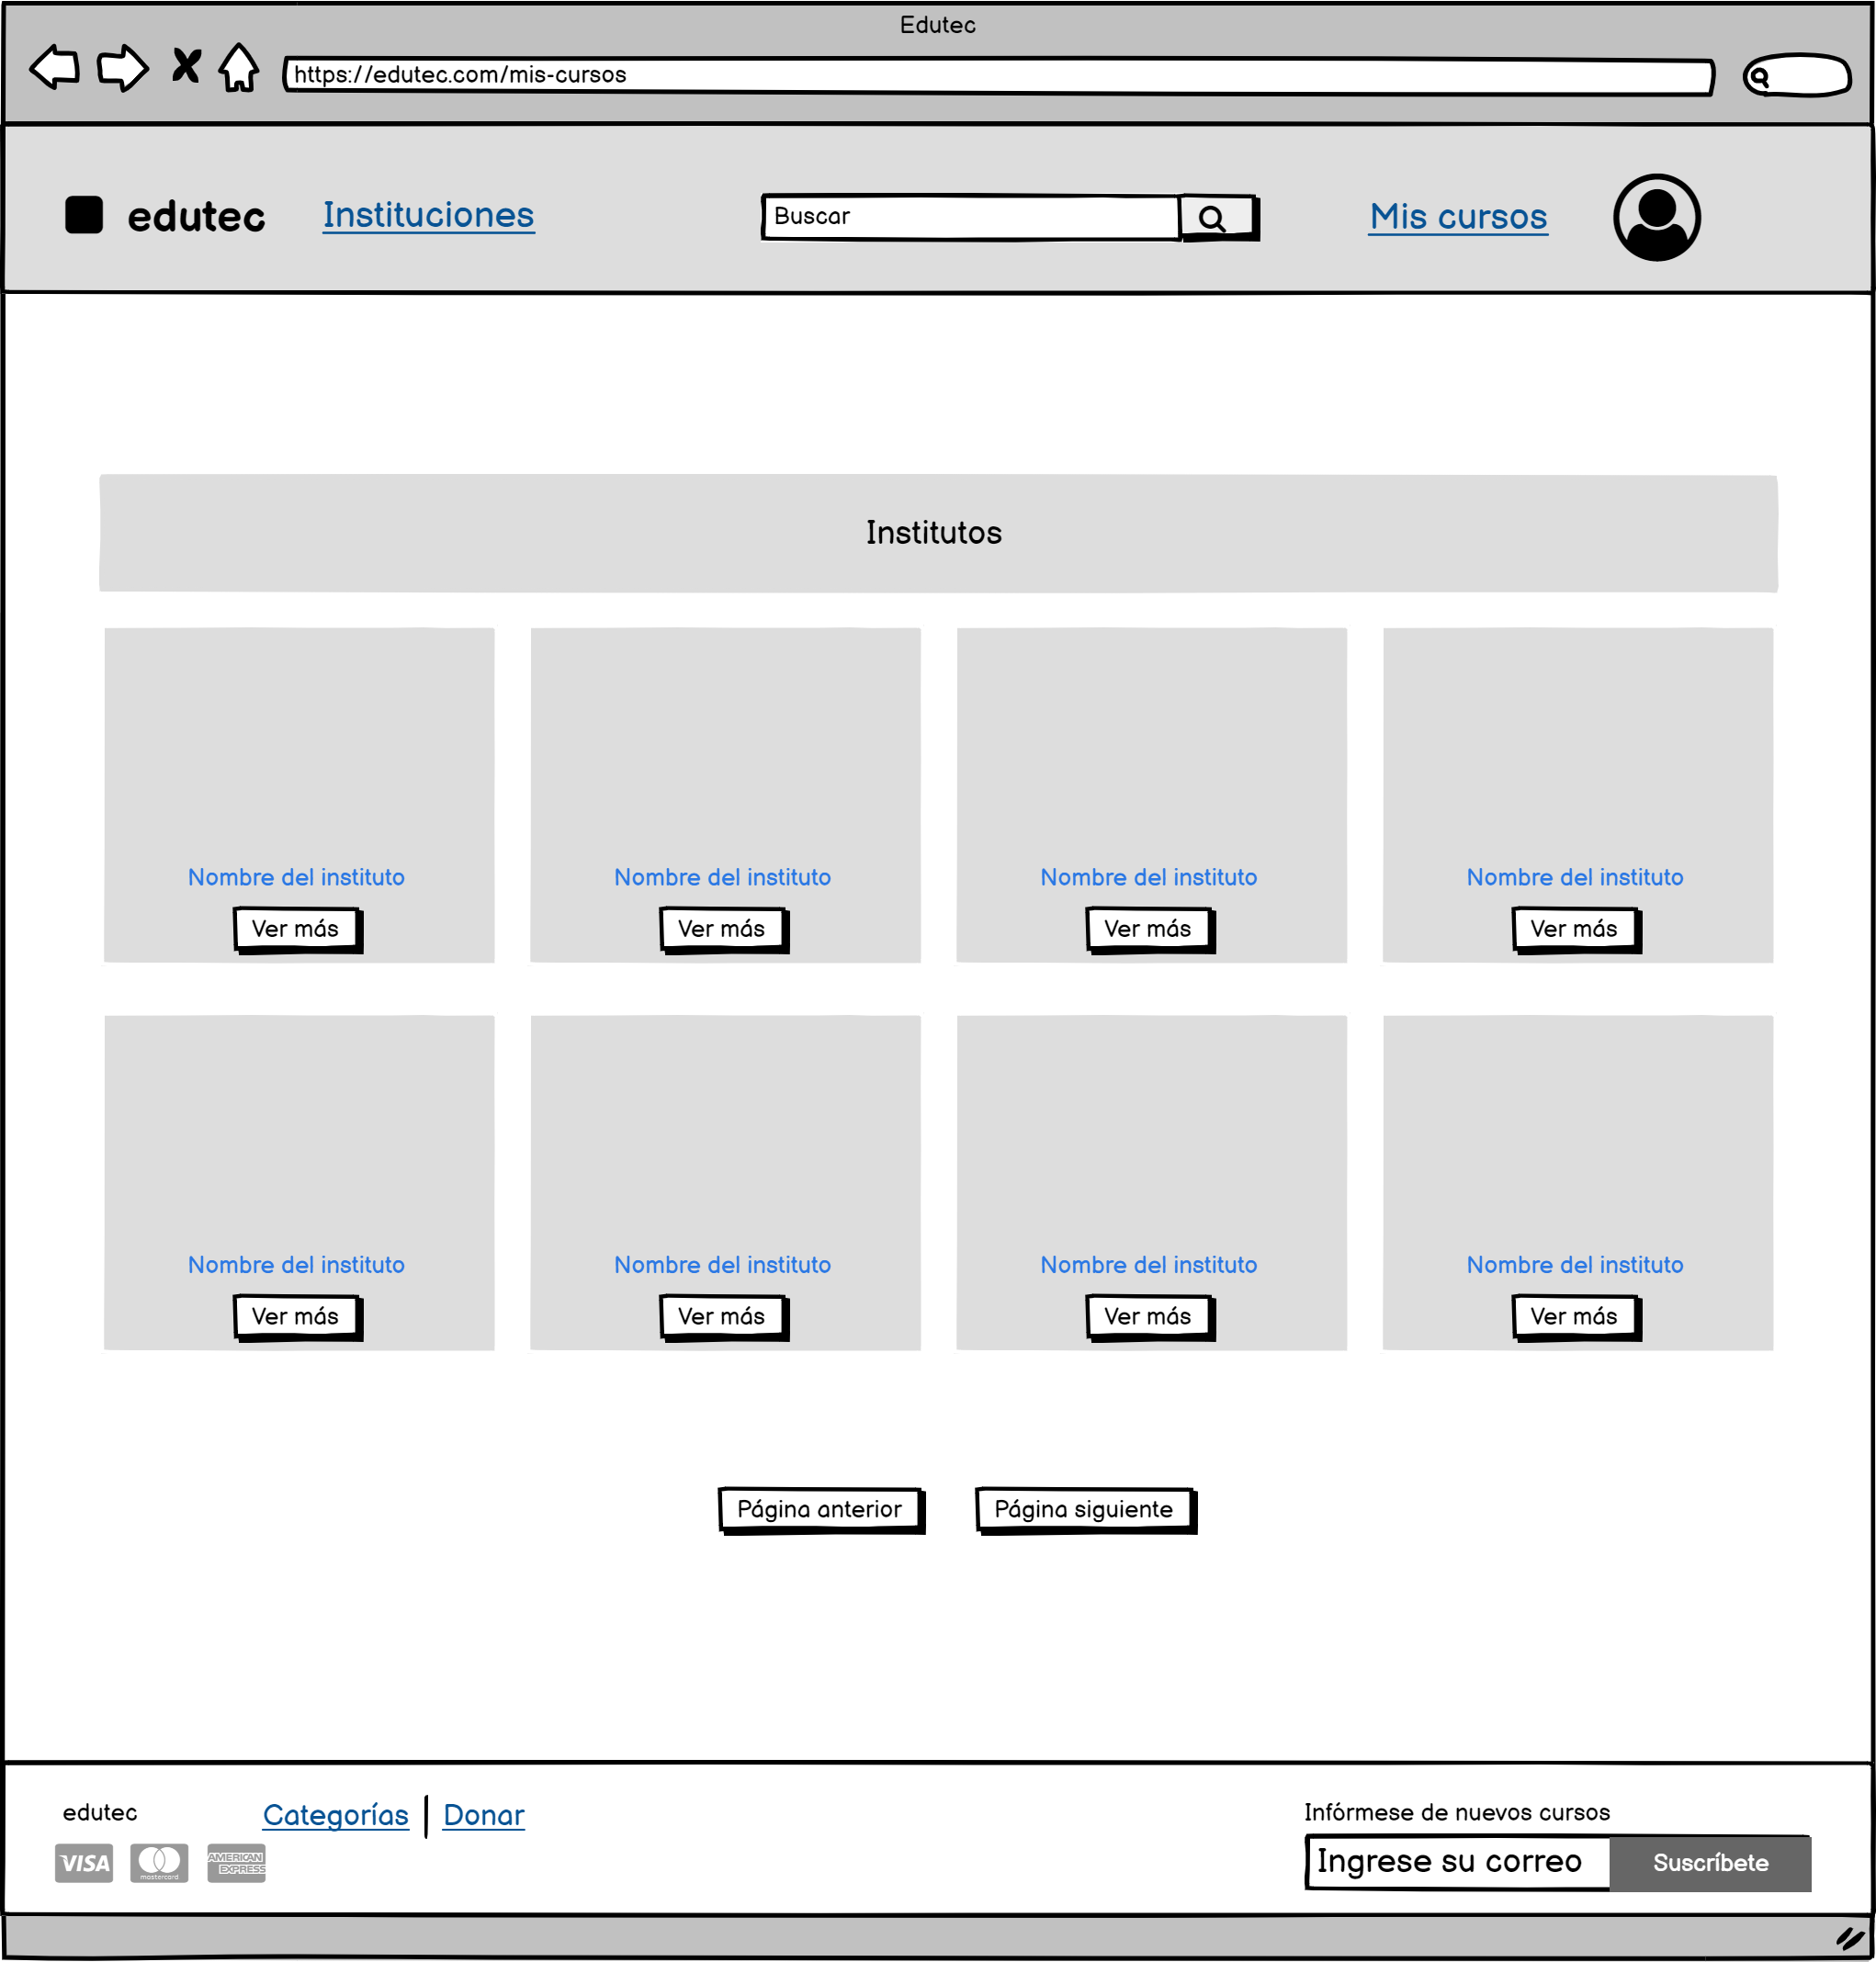 Edutec
https://edutec.com/mis-cursos
edutec
Instituciones
Buscar
Mis cursos
Institutos
Nombre del instituto
Ver más
Nombre del instituto
Ver más
Nombre del instituto
Ver más
Nombre del instituto
Ver más
Nombre del instituto
Ver más
Nombre del instituto
Ver más
Nombre del instituto
Ver más
Nombre del instituto
Ver más
Página anterior
Página siguiente
edutec
Categorías
Donar
VISA
mastercard
AMERICAN
EXPRESS
Infórmese de nuevos cursos
Ingrese su correo
Suscríbete